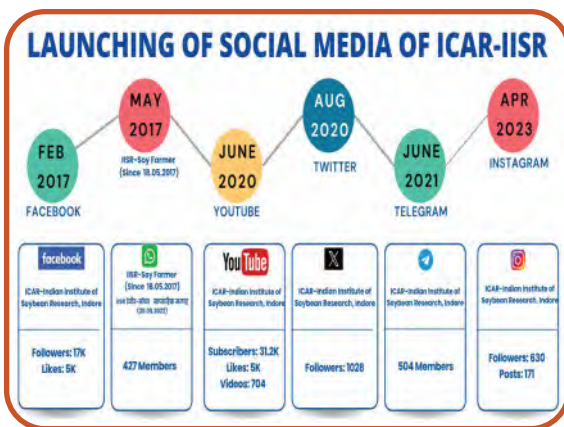 LAUNCHING OF SOCIAL MEDIA OF ICAR-IISR
FEB
2017
FACEBOOK
MAY
2017
IISR-Soy Farmer
(Since 18.05.2017)
JUNE
2020
YOUTUBE
AUG
2020
TWITTER
JUNE
2021
TELEGRAM
APR
2023
INSTAGRAM
facebook
ICAR-Indian Institute of
Soybean Research, Indore
Followers: 17K
Likes: 5K
IISR-Soy Farmer
(Since 18.05.2017)
427 Members
YouTube
ICAR-Indian Institute of
Soybean Research, Indore
Subscribers: 31.2K
Likes: 5K
Videos: 704
X
ICAR-Indian Institute of
Soybean Research, Indore
Followers: 1028
ICAR-Indian Institute of
Soybean Research, Indore
504 Members
ICAR-Indian Institute of
Soybean Research, Indore
Followers: 630
Posts: 171